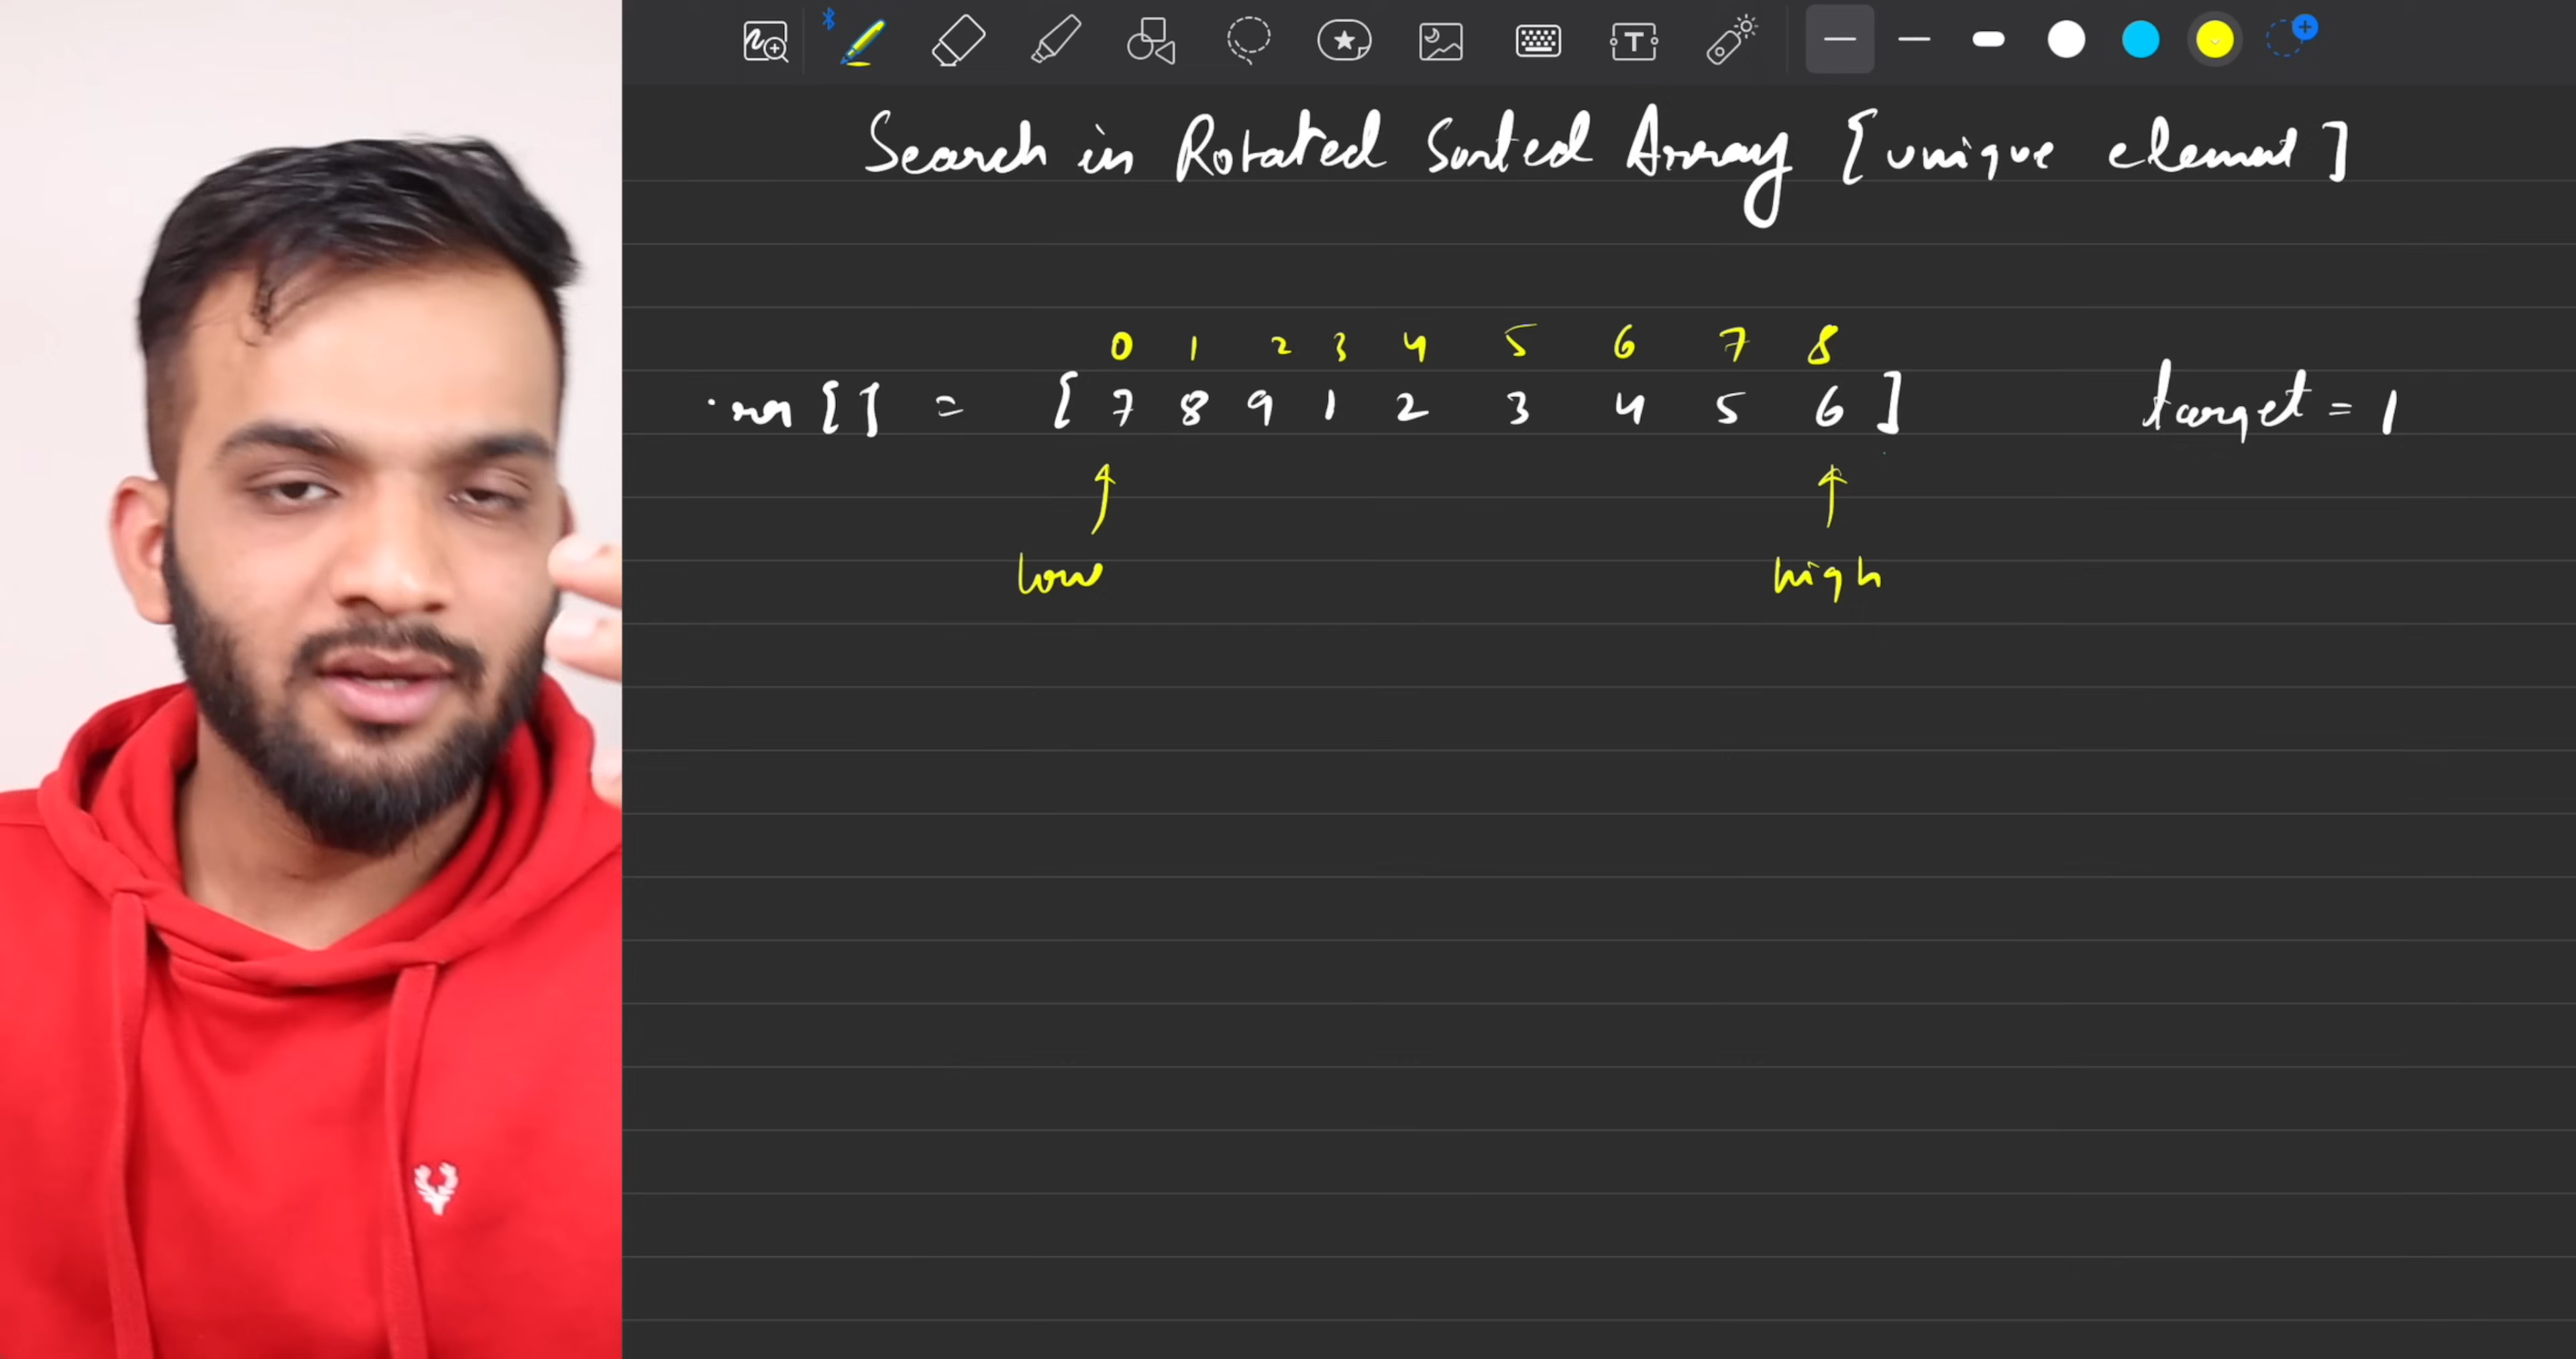 Search in Rotated Sorted Array [unique element]
0 1 2 3 4 5 6 7 8
arr[] = [ 7 8 9 1 2 3 4 5 6 ] target = 1
low high